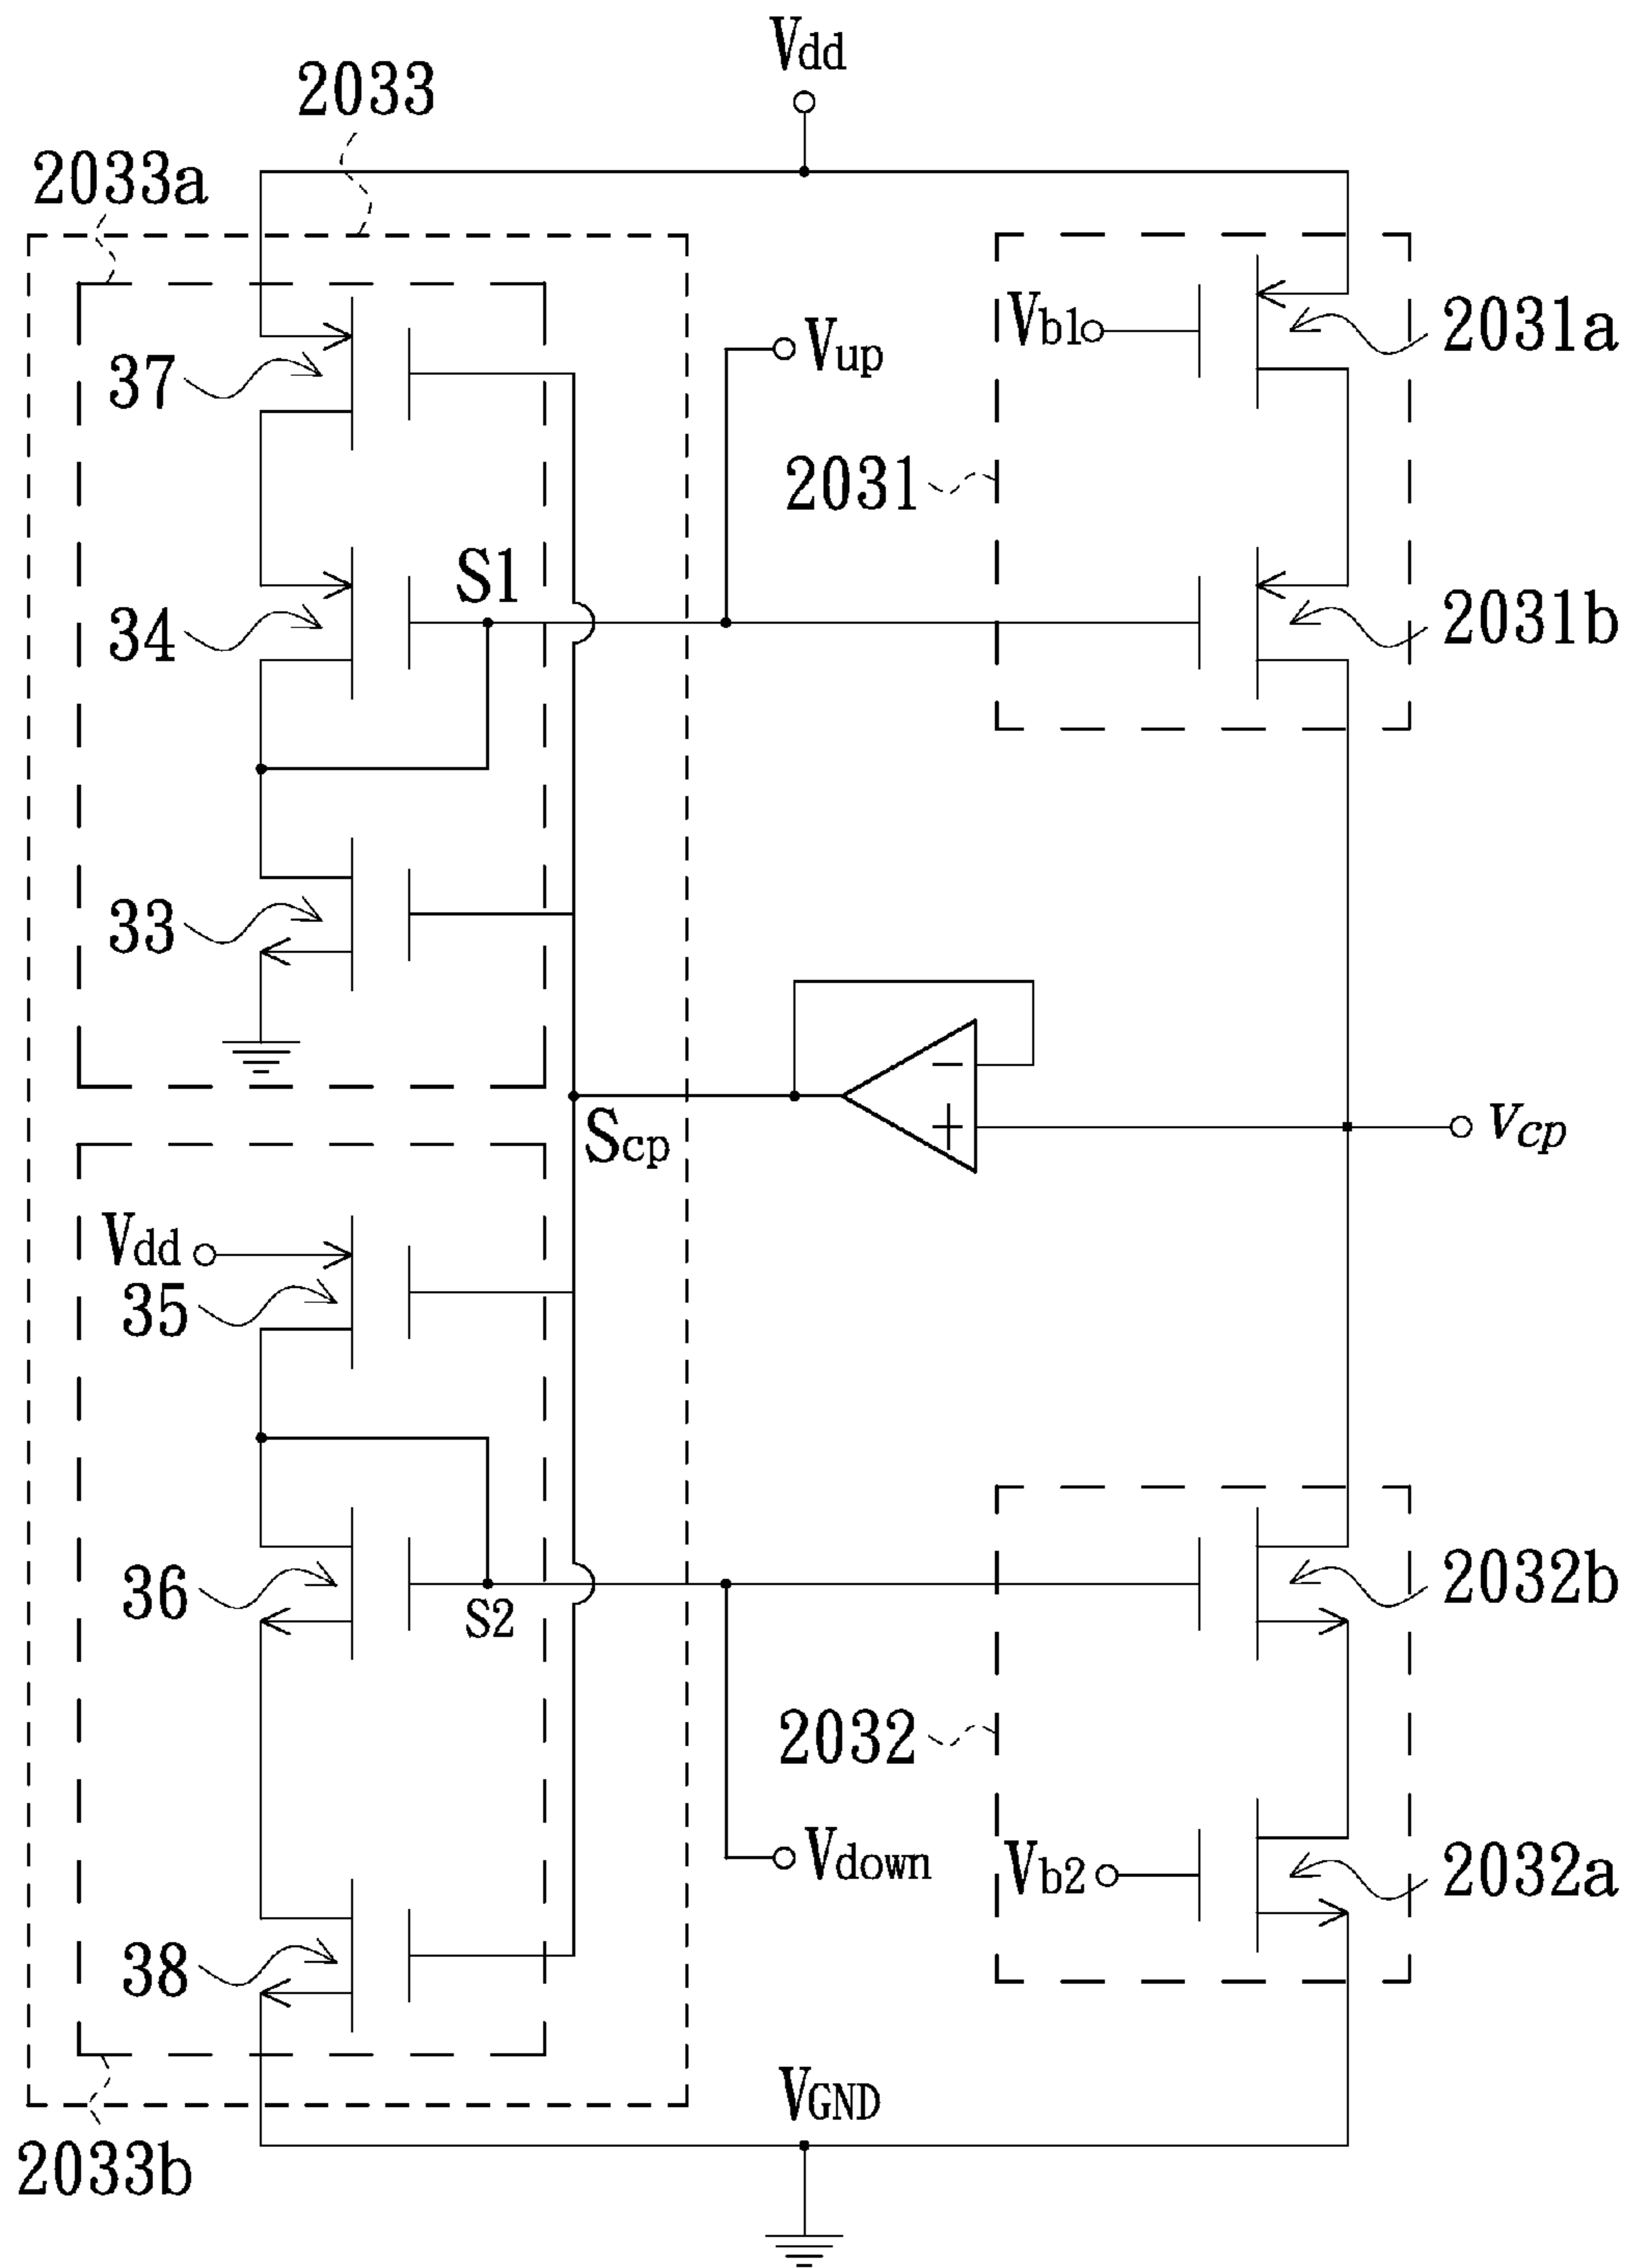 Vdd
2033
2033a
Vup
Vb1
2031a
37
2031
S1
34
2031b
33
−
+
Scp
Vcp
Vdd
35
36
S2
2032b
2032
Vdown
Vb2
2032a
38
VGND
2033b